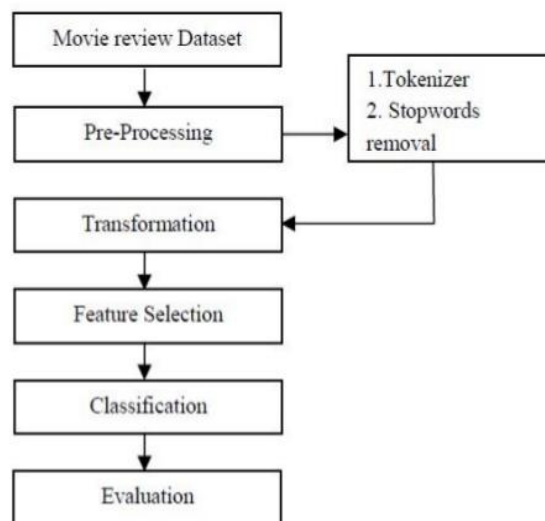 Movie review Dataset
Pre-Processing
1.Tokenizer
2. Stopwords
removal
Transformation
Feature Selection
Classification
Evaluation